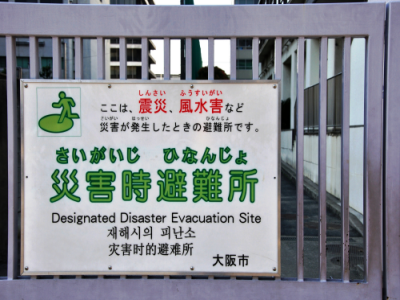 しんさい ふうすいがい
ここは、震災、風水害など
さいがい はっせい ひなんじょ
災害が発生したときの避難所です。
さいがいじ ひなんじょ
災害時避難所
Designated Disaster Evacuation Site
재해시의 피난소
灾害时的避难所
大阪市